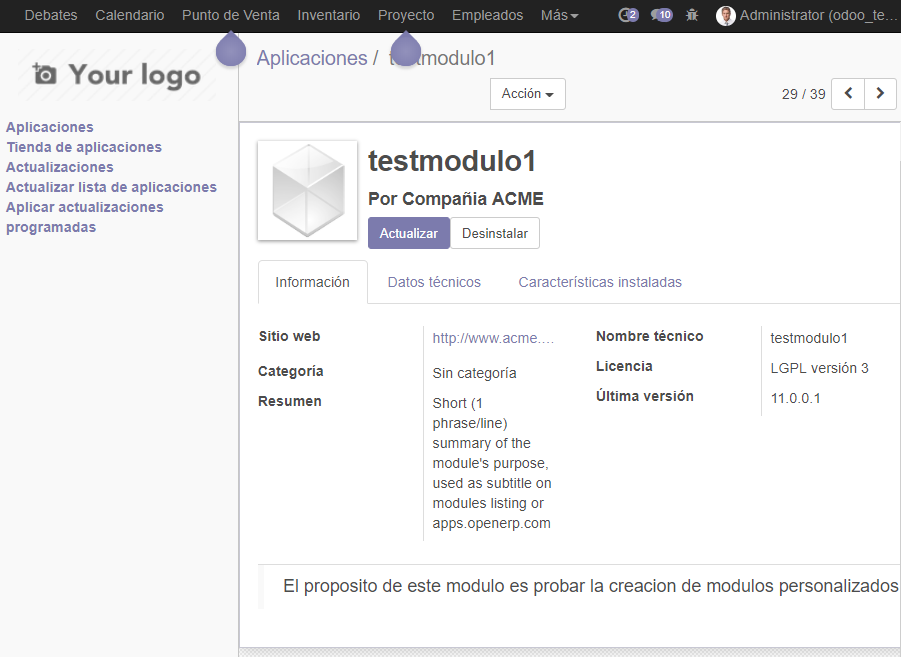 Debates Calendario Punto de Venta Inventario Proyecto Empleados Más 2 10 Administrator (odoo_te...
Your logo
Aplicaciones
Tienda de aplicaciones
Actualizaciones
Actualizar lista de aplicaciones
Aplicar actualizaciones
programadas
Aplicaciones / tmodulo1
Acción
29 / 39
testmodulo1
Por Compañia ACME
Actualizar Desinstalar
Información Datos técnicos Características instaladas
Sitio web http://www.acme....
Categoría Sin categoría
Resumen Short (1
phrase/line)
summary of the
module's purpose,
used as subtitle on
modules listing or
apps.openerp.com
Nombre técnico testmodulo1
Licencia LGPL versión 3
Última versión 11.0.0.1
El proposito de este modulo es probar la creacion de modulos personalizados